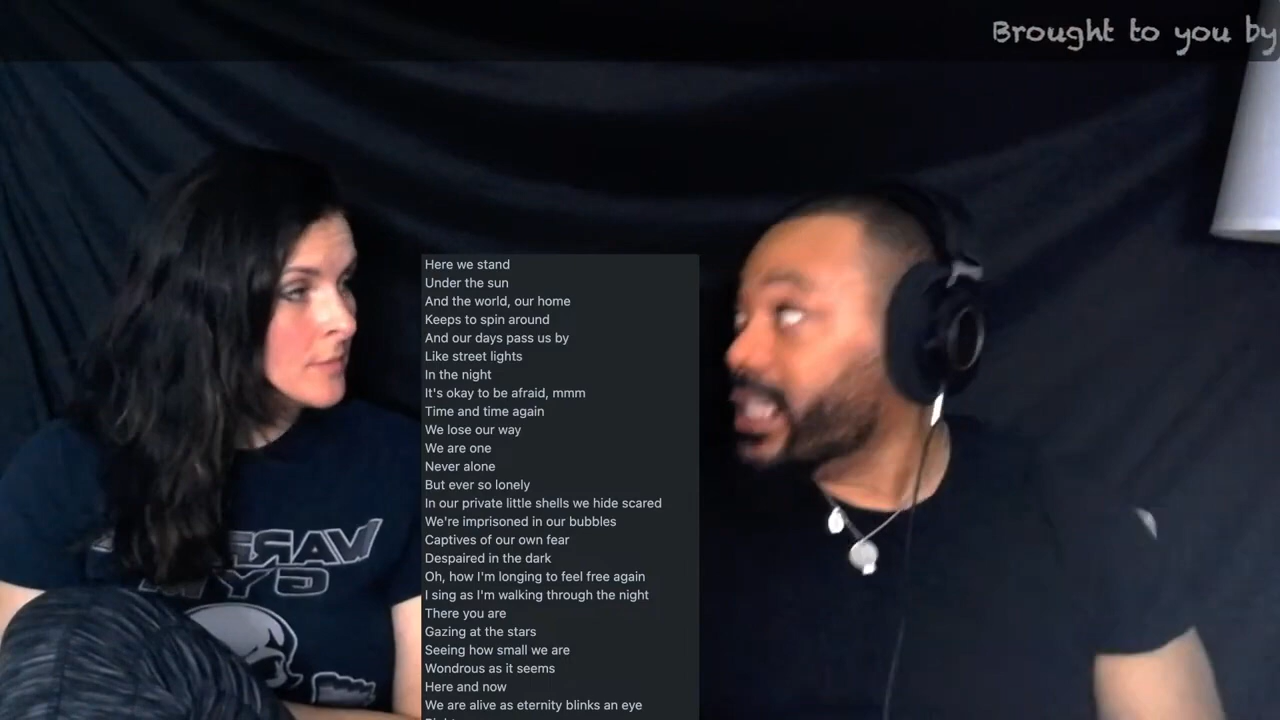 Brought to you by
Here we stand
Under the sun
And the world, our home
Keeps to spin around
And our days pass us by
Like street lights
In the night
It's okay to be afraid, mmm
Time and time again
We lose our way
We are one
Never alone
But ever so lonely
In our private little shells we hide scared
We're imprisoned in our bubbles
Captives of our own fear
Despaired in the dark
Oh, how I'm longing to feel free again
I sing as I'm walking through the night
There you are
Gazing at the stars
Seeing how small we are
Wondrous as it seems
Here and now
We are alive as eternity blinks an eye
GYM